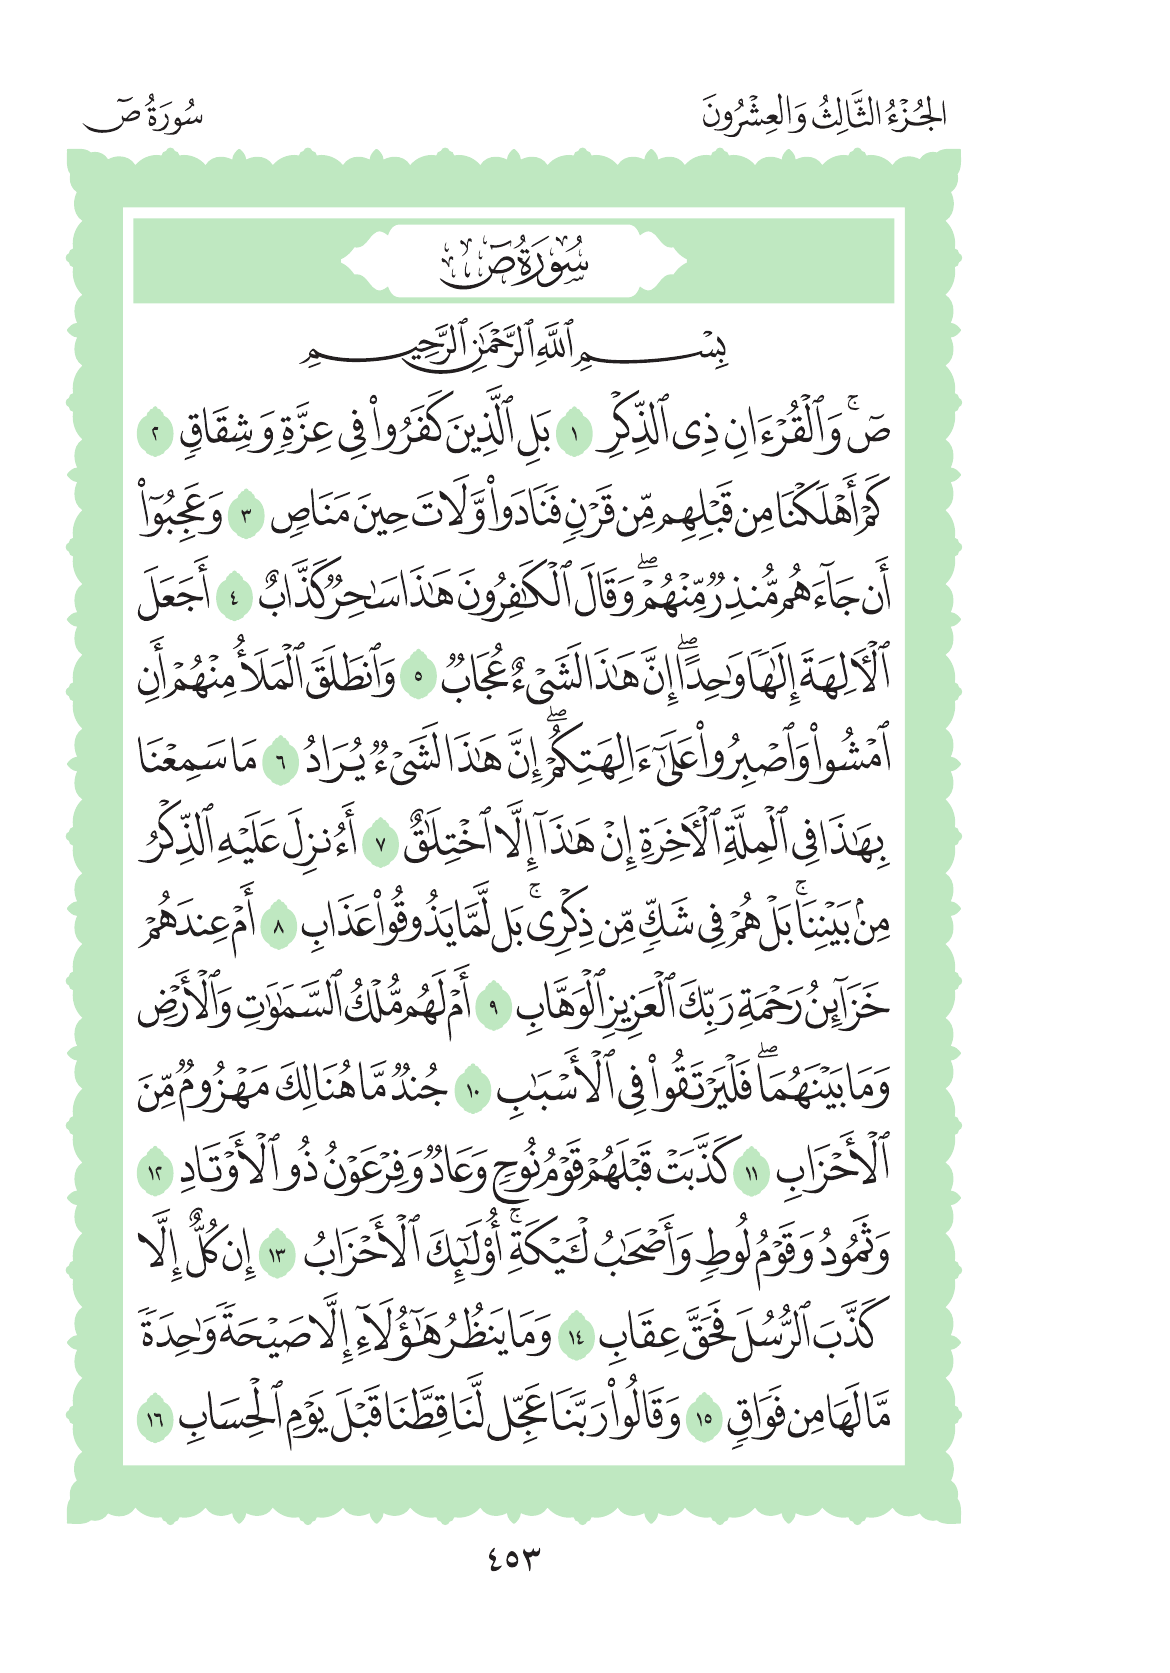 الجُزْءُ الثَّالِثُ وَالعِشْرُونَ
سُورَةُ صٓ
سُورَةُ صٓ
بِسْمِ ٱللَّهِ ٱلرَّحْمَٰنِ ٱلرَّحِيمِ
صٓۚ وَٱلْقُرْءَانِ ذِى ٱلذِّكْرِ ١ بَلِ ٱلَّذِينَ كَفَرُوا۟ فِى عِزَّةٍ وَشِقَاقٍ ٢
كَمْ أَهْلَكْنَا مِن قَبْلِهِم مِّن قَرْنٍ فَنَادَوا۟ وَّلَاتَ حِينَ مَنَاصٍ ٣ وَعَجِبُوٓا۟
أَن جَآءَهُم مُّنذِرٌ مِّنْهُمْۖ وَقَالَ ٱلْكَٰفِرُونَ هَٰذَا سَٰحِرٌ كَذَّابٌ ٤ أَجَعَلَ
ٱلْأٓلِهَةَ إِلَٰهًا وَٰحِدًاۖ إِنَّ هَٰذَا لَشَىْءٌ عُجَابٌ ٥ وَٱنطَلَقَ ٱلْمَلَأُ مِنْهُمْ أَنِ
ٱمْشُوا۟ وَٱصْبِرُوا۟ عَلَىٰٓ ءَالِهَتِكُمْۖ إِنَّ هَٰذَا لَشَىْءٌ يُرَادُ ٦ مَا سَمِعْنَا
بِهَٰذَا فِى ٱلْمِلَّةِ ٱلْأٓخِرَةِ إِنْ هَٰذَآ إِلَّا ٱخْتِلَٰقٌ ٧ أَءُنزِلَ عَلَيْهِ ٱلذِّكْرُ
مِنۢ بَيْنِنَاۚ بَلْ هُمْ فِى شَكٍّ مِّن ذِكْرِىۚ بَل لَّمَّا يَذُوقُوا۟ عَذَابِ ٨ أَمْ عِندَهُمْ
خَزَآئِنُ رَحْمَةِ رَبِّكَ ٱلْعَزِيزِ ٱلْوَهَّابِ ٩ أَمْ لَهُم مُّلْكُ ٱلسَّمَٰوَٰتِ وَٱلْأَرْضِ
وَمَا بَيْنَهُمَاۖ فَلْيَرْتَقُوا۟ فِى ٱلْأَسْبَٰبِ ١٠ جُندٌ مَّا هُنَالِكَ مَهْزُومٌ مِّنَ
ٱلْأَحْزَابِ ١١ كَذَّبَتْ قَبْلَهُمْ قَوْمُ نُوحٍ وَعَادٌ وَفِرْعَوْنُ ذُو ٱلْأَوْتَادِ ١٢
وَثَمُودُ وَقَوْمُ لُوطٍ وَأَصْحَٰبُ لْـَٔيْكَةِۚ أُو۟لَٰٓئِكَ ٱلْأَحْزَابُ ١٣ إِن كُلٌّ إِلَّا
كَذَّبَ ٱلرُّسُلَ فَحَقَّ عِقَابِ ١٤ وَمَا يَنظُرُ هَٰٓؤُلَآءِ إِلَّا صَيْحَةً وَٰحِدَةً
مَّا لَهَا مِن فَوَاقٍ ١٥ وَقَالُوا۟ رَبَّنَا عَجِّل لَّنَا قِطَّنَا قَبْلَ يَوْمِ ٱلْحِسَابِ ١٦
٤٥٣